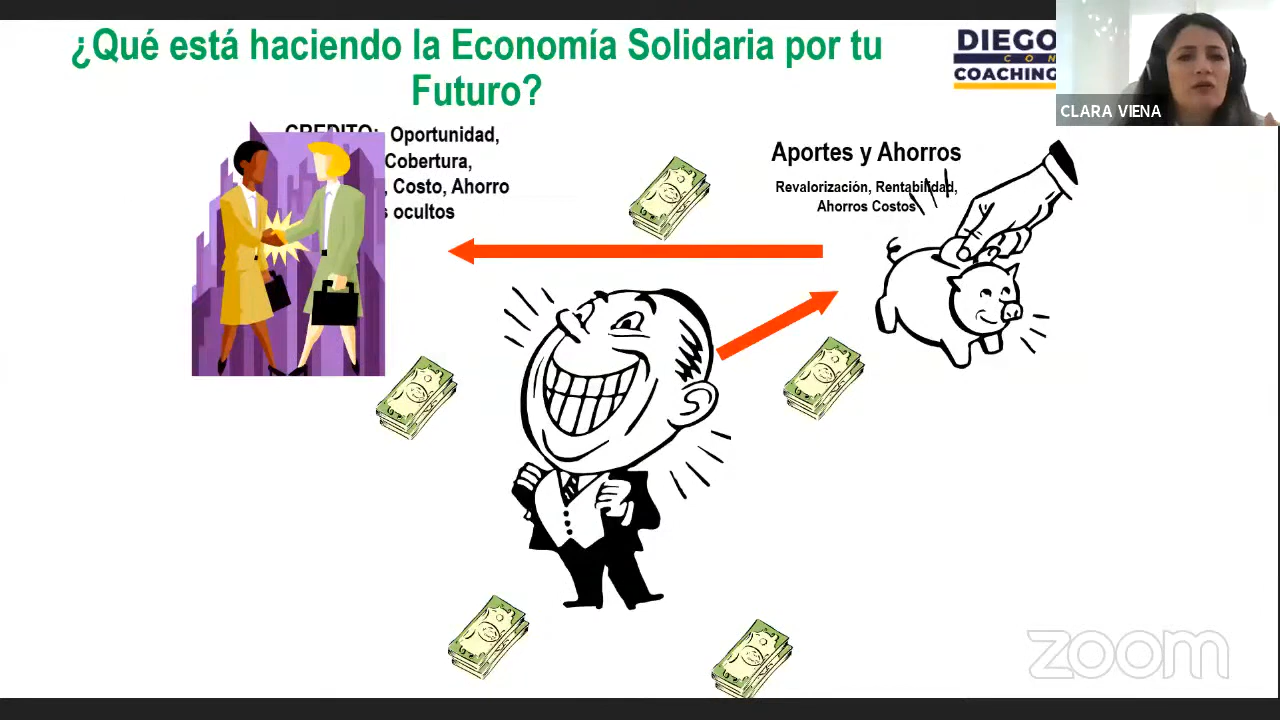 ¿Qué está haciendo la Economía Solidaria por tu
Futuro?
DIEGO
CON
COACHING
CLARA VIENA
CREDITO: Oportunidad,
Cobertura,
, Costo, Ahorro
s ocultos
Aportes y Ahorros
Revalorización, Rentabilidad,
Ahorros Costos
zoom